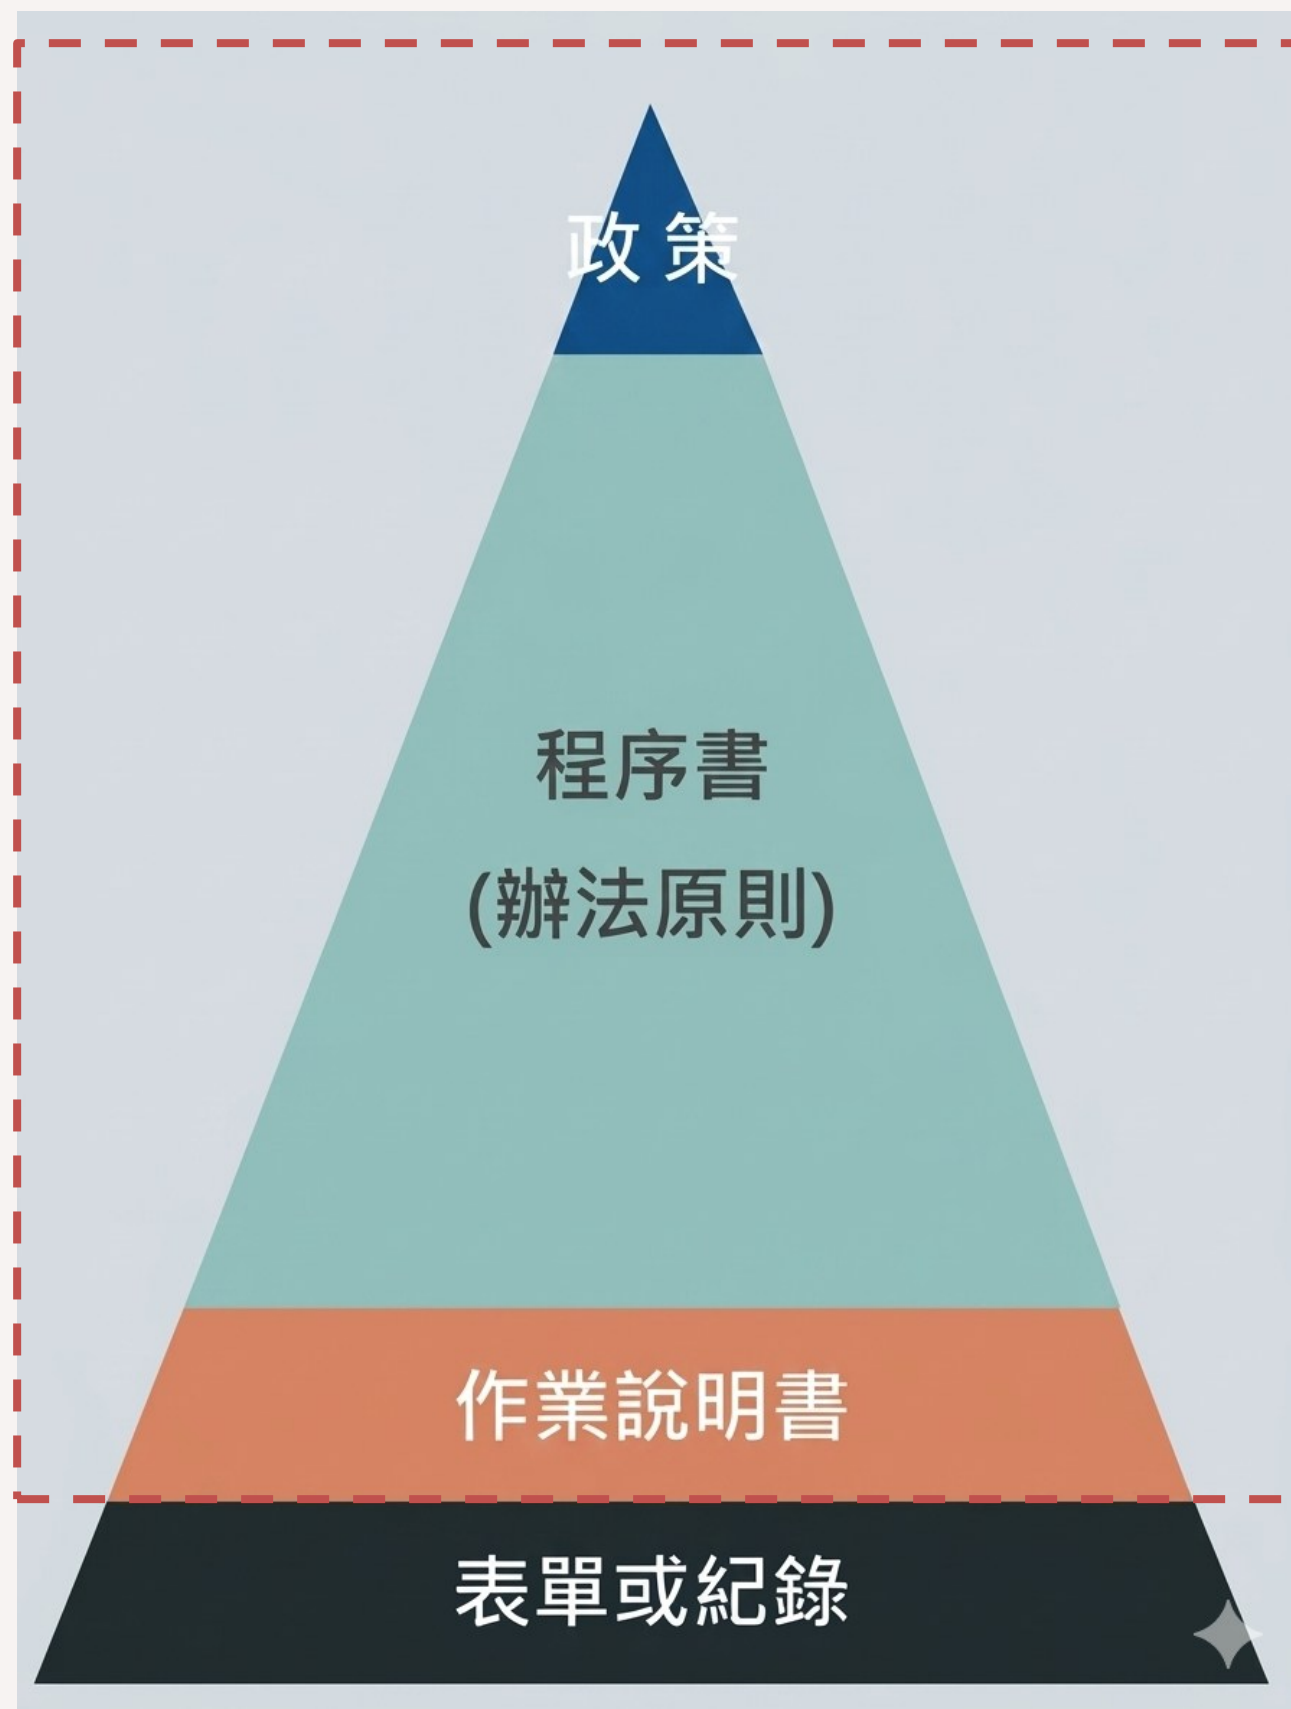 政 策
程序書
(辦法原則)
作業說明書
表單或紀錄